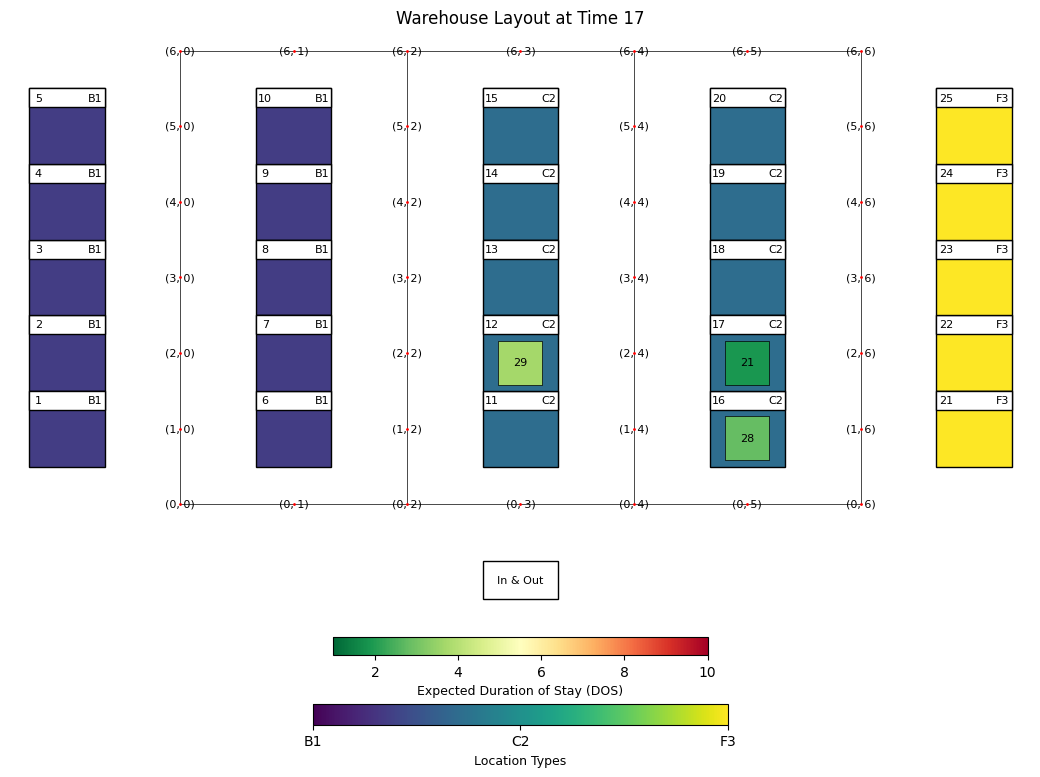 Warehouse Layout at Time 17
(6, 0) (6, 1) (6, 2) (6, 3) (6, 4) (6, 5) (6, 6)
5 B1 10 B1 15 C2 20 C2 25 F3
(5, 0) (5, 2) (5, 4) (5, 6)
4 B1 9 B1 14 C2 19 C2 24 F3
(4, 0) (4, 2) (4, 4) (4, 6)
3 B1 8 B1 13 C2 18 C2 23 F3
(3, 0) (3, 2) (3, 4) (3, 6)
2 B1 7 B1 12 C2 17 C2 22 F3
(2, 0) (2, 2) (2, 4) (2, 6)
29 21
1 B1 6 B1 11 C2 16 C2 21 F3
(1, 0) (1, 2) (1, 4) (1, 6)
28
(0, 0) (0, 1) (0, 2) (0, 3) (0, 4) (0, 5) (0, 6)
In & Out
2 4 6 8 10
Expected Duration of Stay (DOS)
B1 C2 F3
Location Types